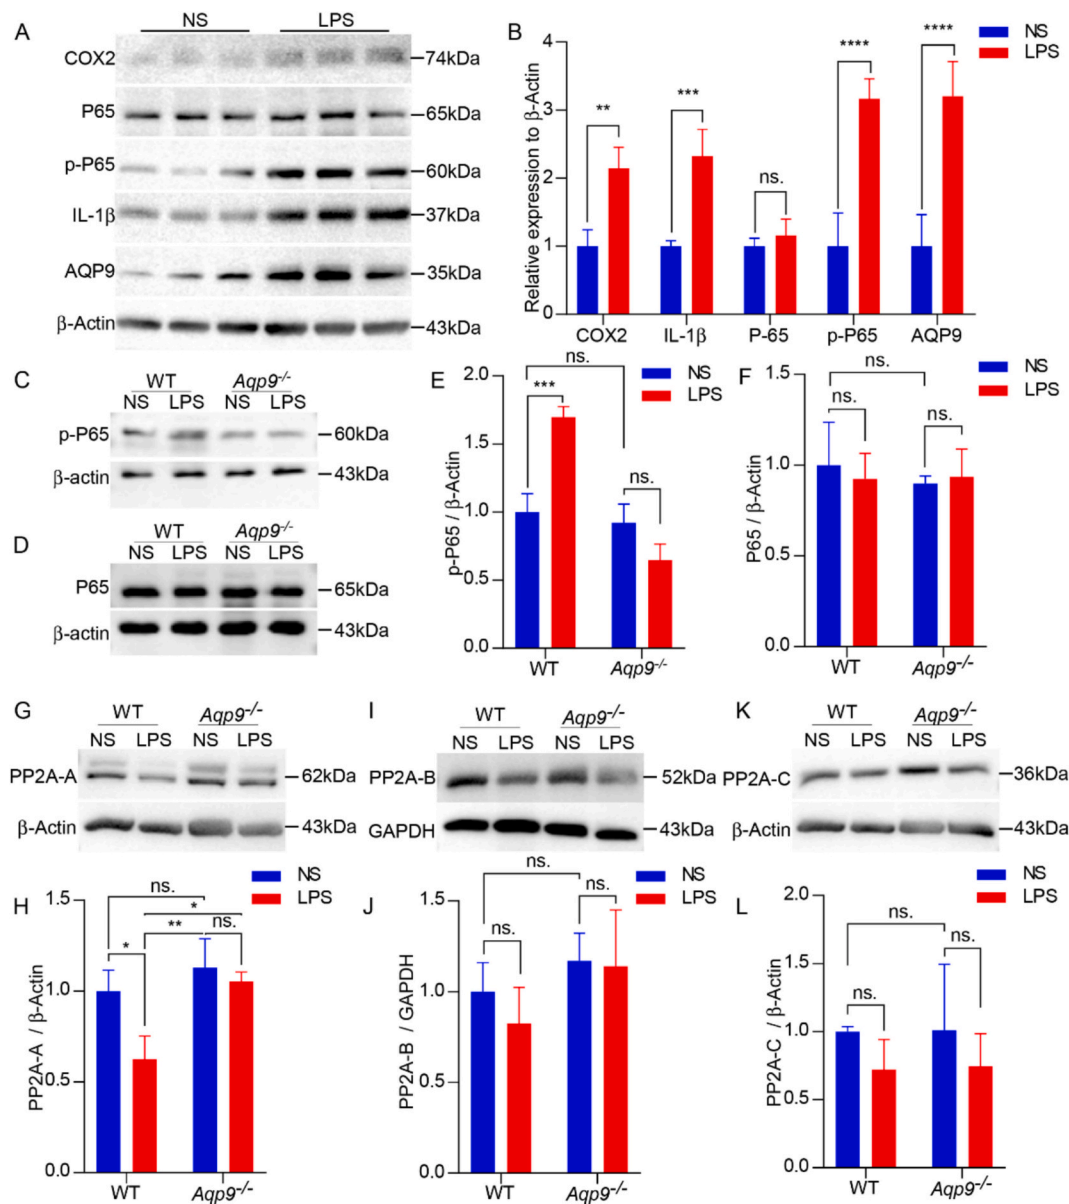 A
NS LPS
COX2 74kDa
P65 65kDa
p-P65 60kDa
IL-1β 37kDa
AQP9 35kDa
β-Actin 43kDa
B
NS
LPS
Relative expression to β-Actin
4
3
2
1
0
** *** ns. **** ****
COX2 IL-1β P-65 p-P65 AQP9
C
WT Aqp9-/-
NS LPS NS LPS
p-P65 60kDa
β-actin 43kDa
D
WT Aqp9-/-
NS LPS NS LPS
P65 65kDa
β-actin 43kDa
E
NS
LPS
p-P65 / β-Actin
2.0
1.5
1.0
0.5
0.0
ns.
***
ns.
WT Aqp9-/-
F
NS
LPS
P65 / β-Actin
1.5
1.0
0.5
0.0
ns.
ns. ns.
WT Aqp9-/-
G
WT Aqp9-/-
NS LPS NS LPS
PP2A-A 62kDa
β-Actin 43kDa
I
WT Aqp9-/-
NS LPS NS LPS
PP2A-B 52kDa
GAPDH 43kDa
K
WT Aqp9-/-
NS LPS NS LPS
PP2A-C 36kDa
β-Actin 43kDa
H
NS
LPS
PP2A-A / β-Actin
1.5
1.0
0.5
0.0
ns.
*
** ns.
*
WT Aqp9-/-
J
NS
LPS
PP2A-B / GAPDH
1.5
1.0
0.5
0.0
ns.
ns.
ns.
WT Aqp9-/-
L
NS
LPS
PP2A-C / β-Actin
2.0
1.5
1.0
0.5
0.0
ns.
ns.
ns.
WT Aqp9-/-